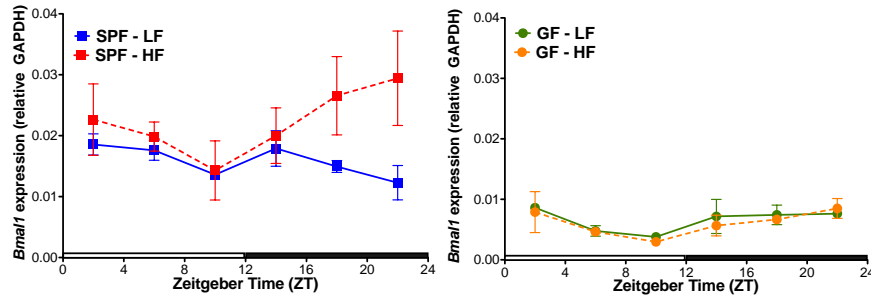 Bmal1 expression (relative GAPDH)
0.04
0.03
0.02
0.01
0.00
SPF - LF
SPF - HF
0 4 8 12 16 20 24
Zeitgeber Time (ZT)
Bmal1 expression (relative GAPDH)
0.04
0.03
0.02
0.01
0.00
GF - LF
GF - HF
0 4 8 12 16 20 24
Zeitgeber Time (ZT)